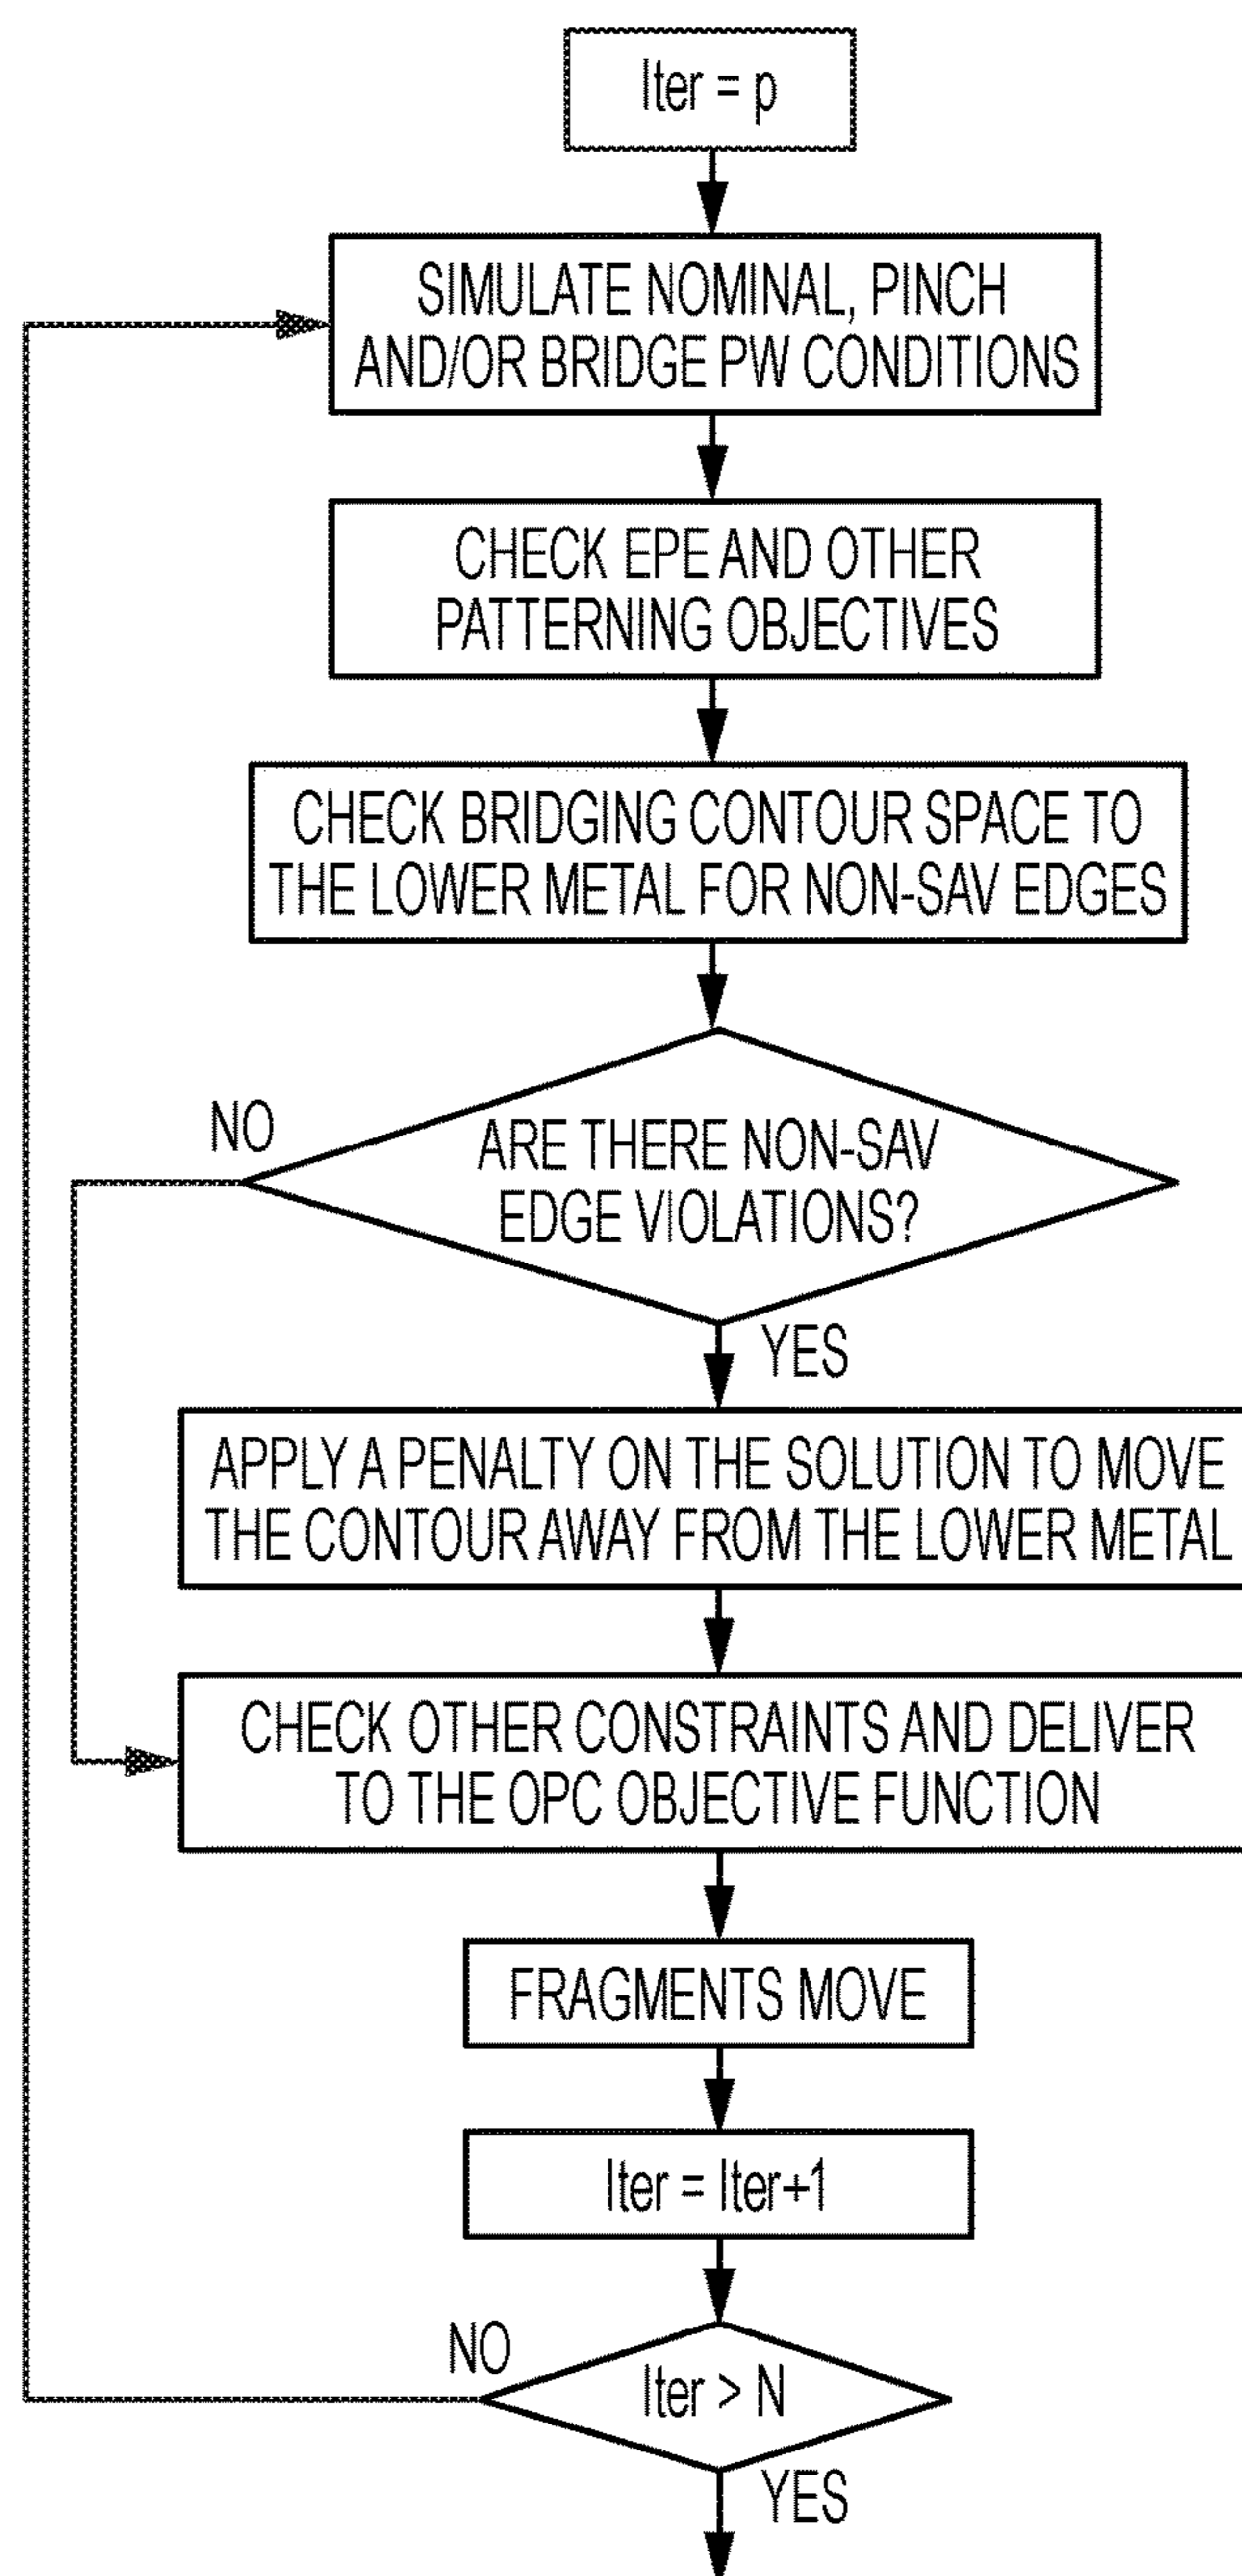 Iter = p
SIMULATE NOMINAL, PINCH
AND/OR BRIDGE PW CONDITIONS
CHECK EPE AND OTHER
PATTERNING OBJECTIVES
CHECK BRIDGING CONTOUR SPACE TO
THE LOWER METAL FOR NON-SAV EDGES
NO
ARE THERE NON-SAV
EDGE VIOLATIONS?
YES
APPLY A PENALTY ON THE SOLUTION TO MOVE
THE CONTOUR AWAY FROM THE LOWER METAL
CHECK OTHER CONSTRAINTS AND DELIVER
TO THE OPC OBJECTIVE FUNCTION
FRAGMENTS MOVE
Iter = Iter+1
NO
Iter > N
YES